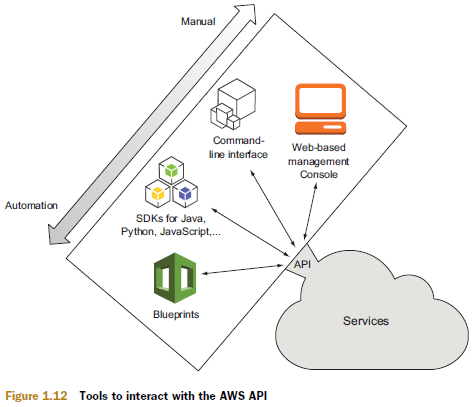 Manual
Command-
line interface
Web-based
management
Console
Automation
SDKs for Java,
Python, JavaScript,...
API
Blueprints
Services
Figure 1.12 Tools to interact with the AWS API